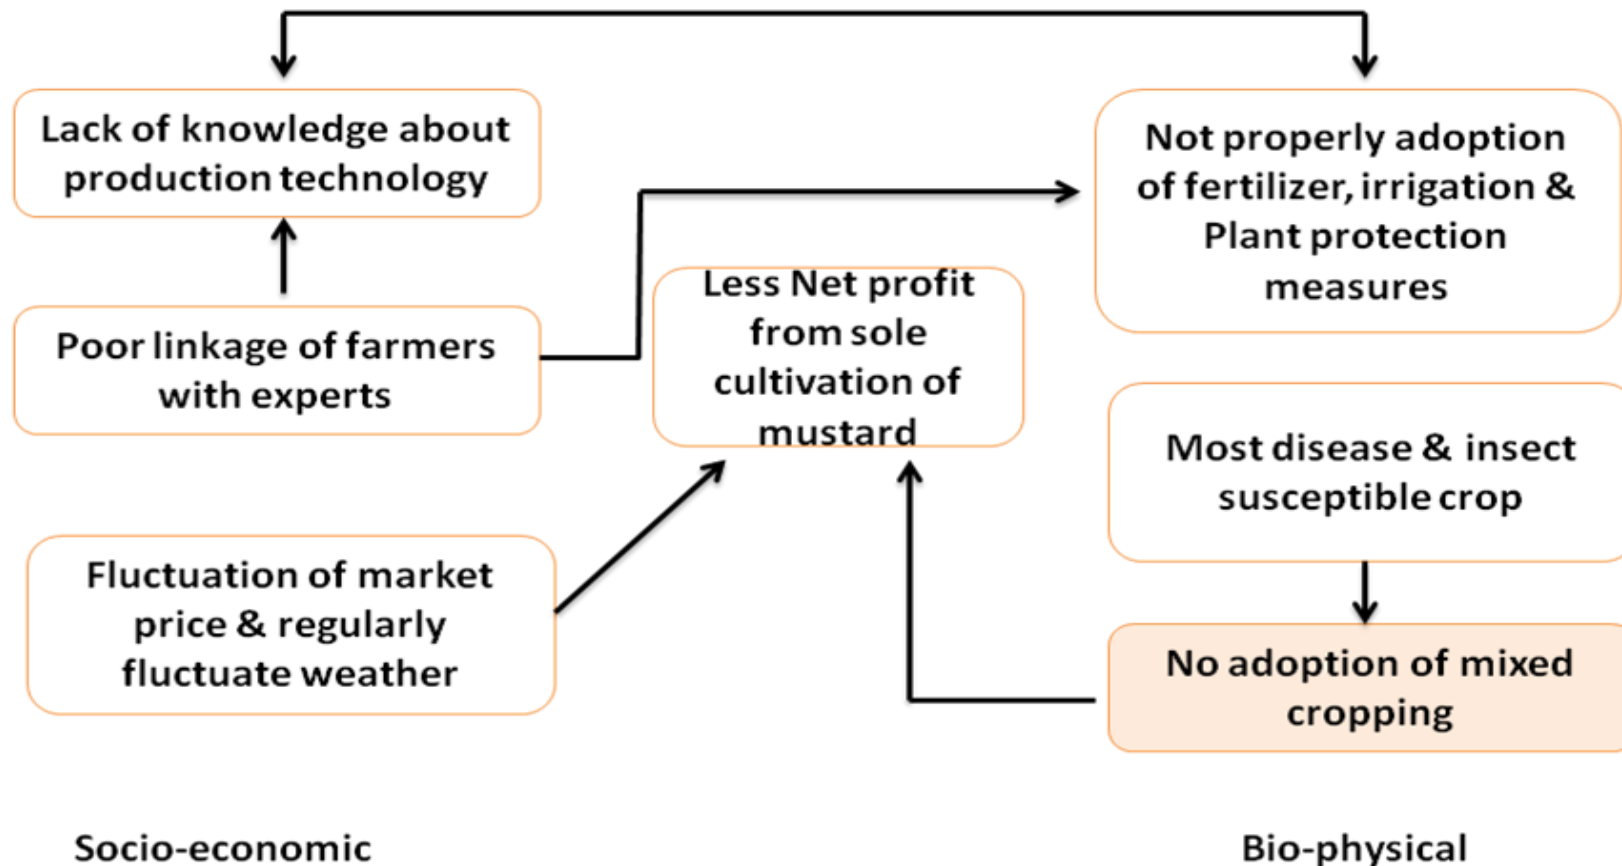 Lack of knowledge about
production technology
Not properly adoption
of fertilizer, irrigation &
Plant protection
measures
Less Net profit
from sole
cultivation of
mustard
Poor linkage of farmers
with experts
Most disease & insect
susceptible crop
Fluctuation of market
price & regularly
fluctuate weather
No adoption of mixed
cropping
Socio-economic
Bio-physical